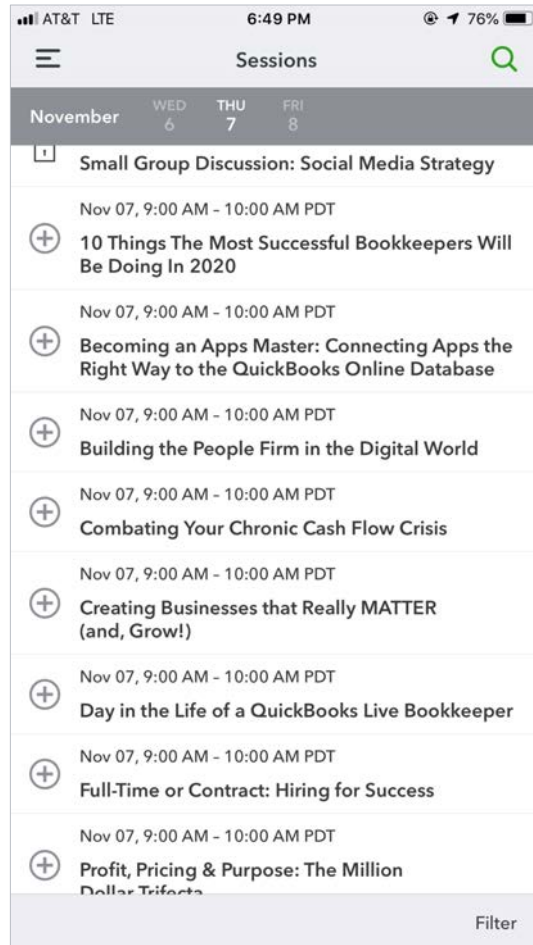 AT&T LTE 6:49 PM 76%
Sessions
November WED 6 THU 7 FRI 8
Small Group Discussion: Social Media Strategy
Nov 07, 9:00 AM – 10:00 AM PDT
10 Things The Most Successful Bookkeepers Will
Be Doing In 2020
Nov 07, 9:00 AM – 10:00 AM PDT
Becoming an Apps Master: Connecting Apps the
Right Way to the QuickBooks Online Database
Nov 07, 9:00 AM – 10:00 AM PDT
Building the People Firm in the Digital World
Nov 07, 9:00 AM – 10:00 AM PDT
Combating Your Chronic Cash Flow Crisis
Nov 07, 9:00 AM – 10:00 AM PDT
Creating Businesses that Really MATTER
(and, Grow!)
Nov 07, 9:00 AM – 10:00 AM PDT
Day in the Life of a QuickBooks Live Bookkeeper
Nov 07, 9:00 AM – 10:00 AM PDT
Full-Time or Contract: Hiring for Success
Nov 07, 9:00 AM – 10:00 AM PDT
Profit, Pricing & Purpose: The Million
Dollar Trifecta
Filter